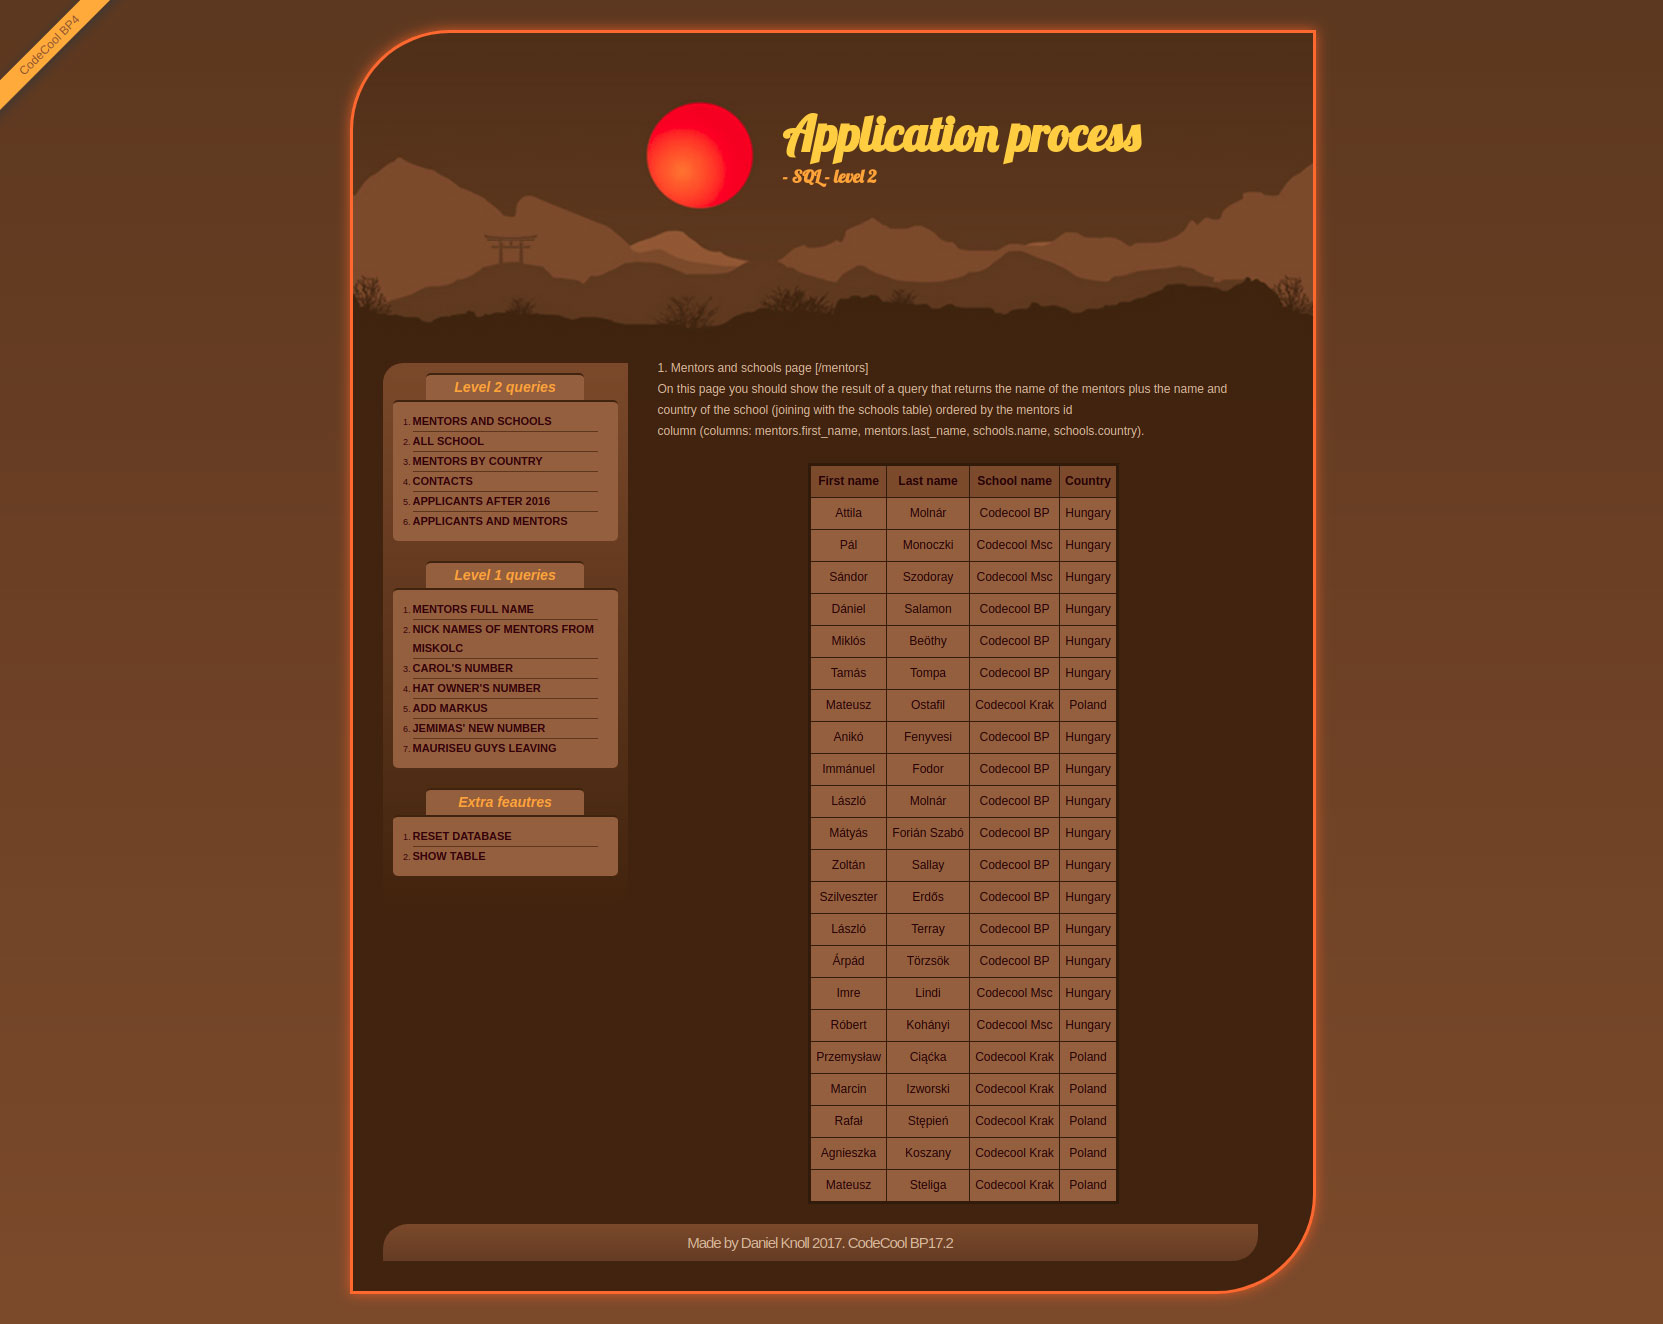 CodeCool BP4
Application process
- SQL - level 2
Level 2 queries
1. MENTORS AND SCHOOLS
2. ALL SCHOOL
3. MENTORS BY COUNTRY
4. CONTACTS
5. APPLICANTS AFTER 2016
6. APPLICANTS AND MENTORS
Level 1 queries
1. MENTORS FULL NAME
2. NICK NAMES OF MENTORS FROM
MISKOLC
3. CAROL'S NUMBER
4. HAT OWNER'S NUMBER
5. ADD MARKUS
6. JEMIMAS' NEW NUMBER
7. MAURISEU GUYS LEAVING
Extra feautres
1. RESET DATABASE
2. SHOW TABLE
1. Mentors and schools page [/mentors]
On this page you should show the result of a query that returns the name of the mentors plus the name and
country of the school (joining with the schools table) ordered by the mentors id
column (columns: mentors.first_name, mentors.last_name, schools.name, schools.country).
First name Last name School name Country
Attila Molnár Codecool BP Hungary
Pál Monoczki Codecool Msc Hungary
Sándor Szodoray Codecool Msc Hungary
Dániel Salamon Codecool BP Hungary
Miklós Beöthy Codecool BP Hungary
Tamás Tompa Codecool BP Hungary
Mateusz Ostafil Codecool Krak Poland
Anikó Fenyvesi Codecool BP Hungary
Immánuel Fodor Codecool BP Hungary
László Molnár Codecool BP Hungary
Mátyás Forián Szabó Codecool BP Hungary
Zoltán Sallay Codecool BP Hungary
Szilveszter Erdős Codecool BP Hungary
László Terray Codecool BP Hungary
Árpád Törzsök Codecool BP Hungary
Imre Lindi Codecool Msc Hungary
Róbert Kohányi Codecool Msc Hungary
Przemysław Ciąćka Codecool Krak Poland
Marcin Izworski Codecool Krak Poland
Rafał Stępień Codecool Krak Poland
Agnieszka Koszany Codecool Krak Poland
Mateusz Steliga Codecool Krak Poland
Made by Daniel Knoll 2017. CodeCool BP17.2